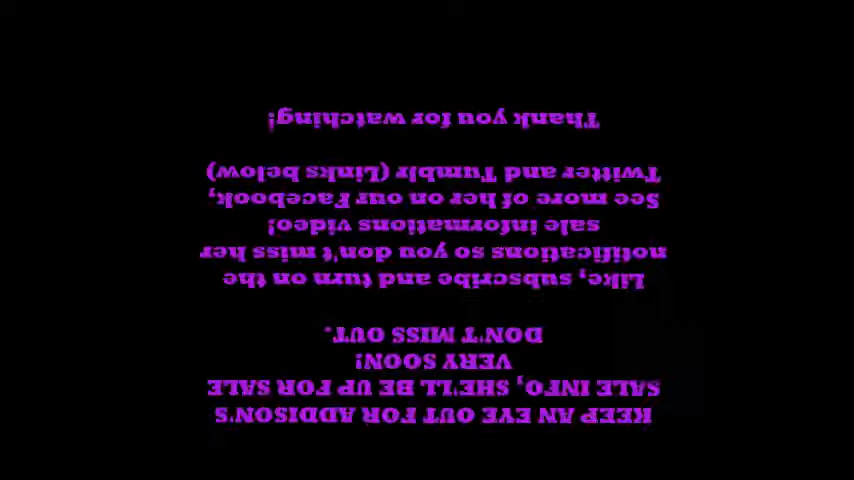 KEEP AN EYE OUT FOR ADDISON'S
SALE INFO, SHE'LL BE UP FOR SALE
VERY SOON!
DON'T MISS OUT.
Like, subscribe and turn on the
notifications so you don't miss her
sale informations video!
See more of her on our Facebook,
Twitter and Tumblr (Links below)
Thank you for watching!